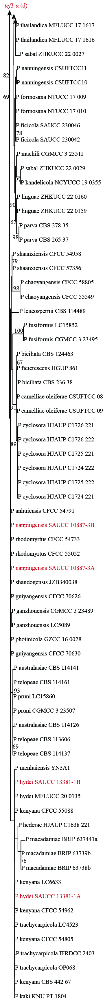 tef1-α (d)
P thailandica MFLUCC 17 1617
P thailandica MFLUCC 17 1616
P sabal ZHKUCC 22 0027
P nanningensis CSUFTCC11
82
P nanningensis CSUFTCC10
69
P formosana NTUCC 17 009
P formosana NTUCC 17 010
P ficicola SAUCC 230046
78
P ficicola SAUCC 230042
P machili CGMCC 3 23511
P sabal ZHKUCC 22 0029
97
P kandelicola NCYUCC 19 0355
P linguae ZHKUCC 22 0160
90
P linguae ZHKUCC 22 0159
62
P parva CBS 278 35
98
P parva CBS 265 37
P shaanxiensis CFCC 54958
79
P shaanxiensis CFCC 57356
P chaoyangensis CFCC 58805
98
P chaoyangensis CFCC 55549
P leucospermi CBS 114489
P fusiformis LC15852
100
P fusiformis CGMCC 3 23495
P biciliata CBS 124463
67
P ficicrescens HGUP 861
P biciliata CBS 236 38
P camelliae oleiferae CSUFTCC 08
91
P camelliae oleiferae CSUFTCC 09
P cyclosora HJAUP C1726 221
P cyclosora HJAUP C1726 222
89
P cyclosora HJAUP C1725 221
P cyclosora HJAUP C1724 222
P cyclosora HJAUP C1725 222
P cyclosora HJAUP C1724 221
P anhuiensis CFCC 54791
P nanpingensis SAUCC 10887-3B
P rhodomyrtus CFCC 54733
P rhodomyrtus CFCC 55052
P nanpingensis SAUCC 10887-3A
P shandogensis JZB340038
P guiyangensis CFCC 70626
P ganzhouensis CGMCC 3 23489
P ganzhouensis LC5089
P photinicola GZCC 16 0028
P guiyangensis CFCC 70630
P australasiae CBS 114141
P telopeae CBS 114161
93
P pruni LC15860
P pruni CGMCC 3 23507
P australasiae CBS 114126
P telopeae CBS 113606
69
P telopeae CBS 114137
P menhaiensis YN3A1
P hydei SAUCC 13381-1B
P hydei MFLUCC 20 0135
P kenyana CFCC 55088
P hederae HJAUP C1638 221
P macadamiae BRIP 637441a
P macadamiae BRIP 63739b
76
P macadamiae BRIP 63738b
P kenyana LC6633
P hydei SAUCC 13381-1A
P kenyana CFCC 54962
P trachycarpicola LC4523
P kenyana CFCC 54805
P trachycarpicola IFRDCC 2403
P trachycarpicola OP068
P kenyana CBS 442 67
P kaki KNU PT 1804